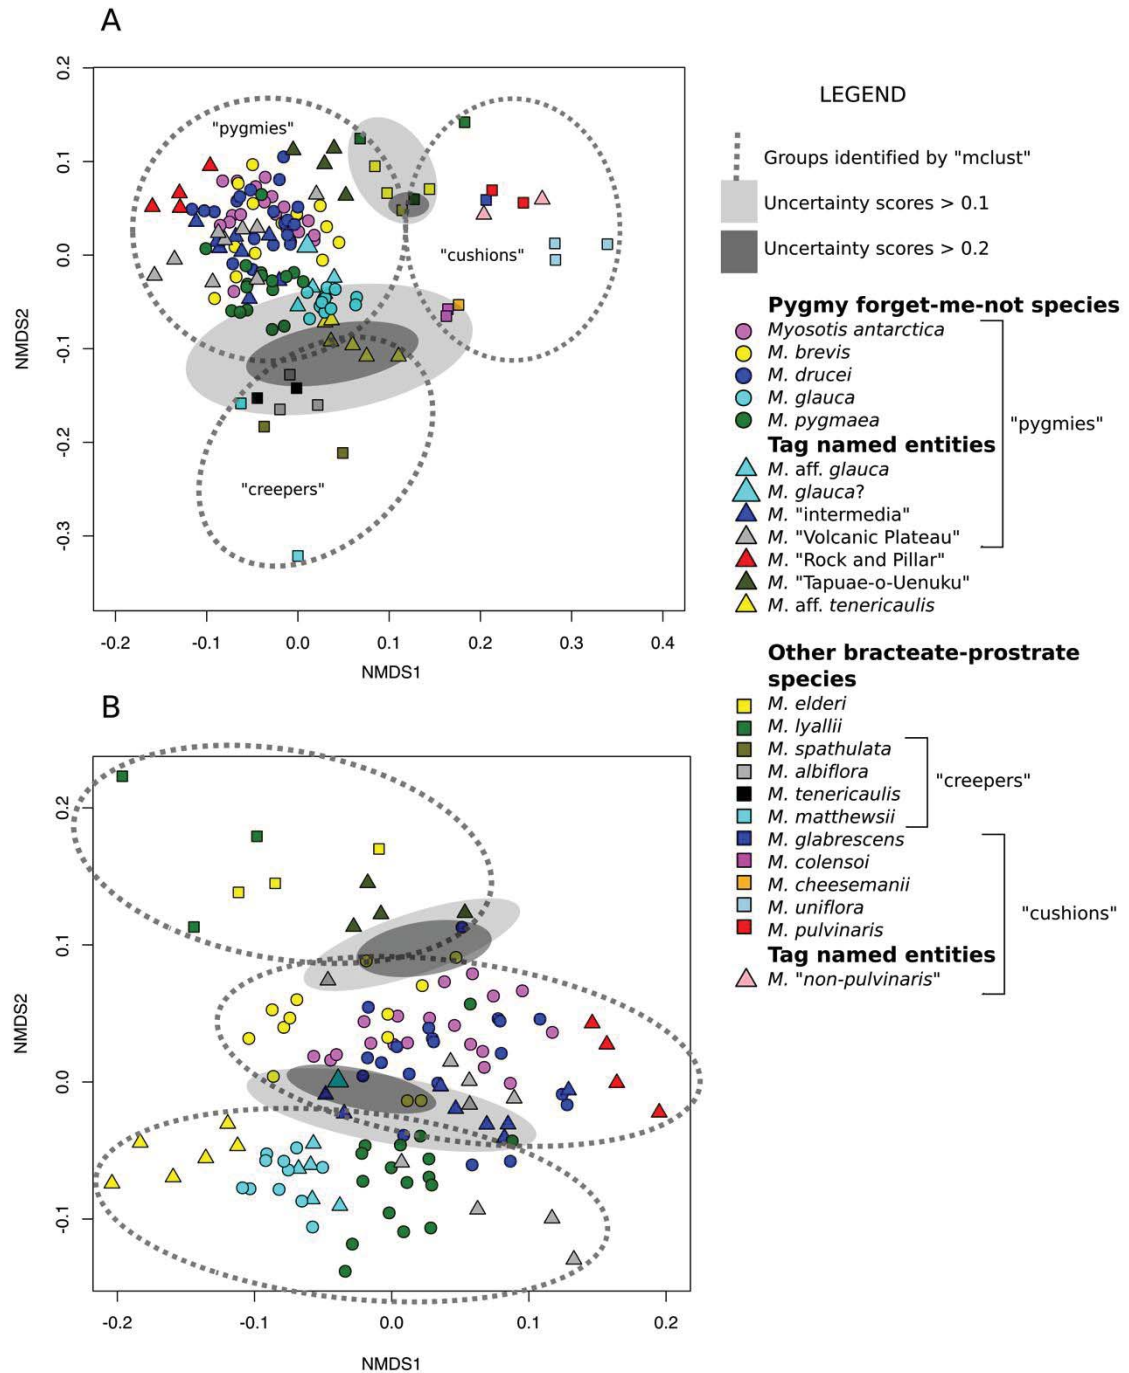 A
0.2
0.1
0.0
-0.1
-0.2
-0.3
NMDS2
"pygmies"
"cushions"
"creepers"
-0.2
-0.1
0.0
0.1
0.2
0.3
0.4
NMDS1
LEGEND
Groups identified by "mclust"
Uncertainty scores > 0.1
Uncertainty scores > 0.2
Pygmy forget-me-not species
Myosotis antarctica
M. brevis
M. drucei
M. glauca
M. pygmaea
"pygmies"
Tag named entities
M. aff. glauca
M. glauca?
M. "intermedia"
M. "Volcanic Plateau"
M. "Rock and Pillar"
M. "Tapuae-o-Uenuku"
M. aff. tenericaulis
Other bracteate-prostrate
species
M. elderi
M. lyallii
M. spathulata
M. albiflora
M. tenericaulis
M. matthewsii
"creepers"
M. glabrescens
M. colensoi
M. cheesemanii
M. uniflora
M. pulvinaris
"cushions"
Tag named entities
M. "non-pulvinaris"
B
0.2
0.1
0.0
-0.1
NMDS2
-0.2
-0.1
0.0
0.1
0.2
NMDS1